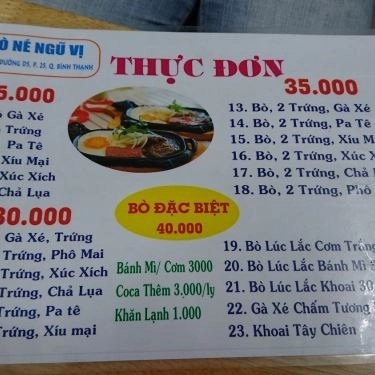 Ò NÉ NGŨ VỊ
ĐƯỜNG D5, P. 25, Q. BÌNH THẠNH
THỰC ĐƠN
5.000
Gà Xé
Trứng
Pa Tê
Xíu Mại
Xúc Xích
Chả Lụa
30.000
Gà Xé, Trứng
Trứng, Phô Mai
Trứng, Xúc Xích
Trứng, Chả Lụa
Trứng, Pa tê
Trứng, Xíu mại
BÒ ĐẶC BIỆT
40.000
Bánh Mì/ Cơm 3000
Coca Thêm 3.000/ly
Khăn Lạnh 1.000
35.000
13. Bò, 2 Trứng, Gà Xé
14. Bò, 2 Trứng, Pa Tê
15. Bò, 2 Trứng, Xíu M
16. Bò, 2 Trứng, Xúc X
17. Bò, 2 Trứng, Chả
18. Bò, 2 Trứng, Phô
19. Bò Lúc Lắc Cơm Trắng
20. Bò Lúc Lắc Bánh Mì
21. Bò Lúc Lắc Khoai 30
22. Gà Xé Chấm Tương
23. Khoai Tây Chiên